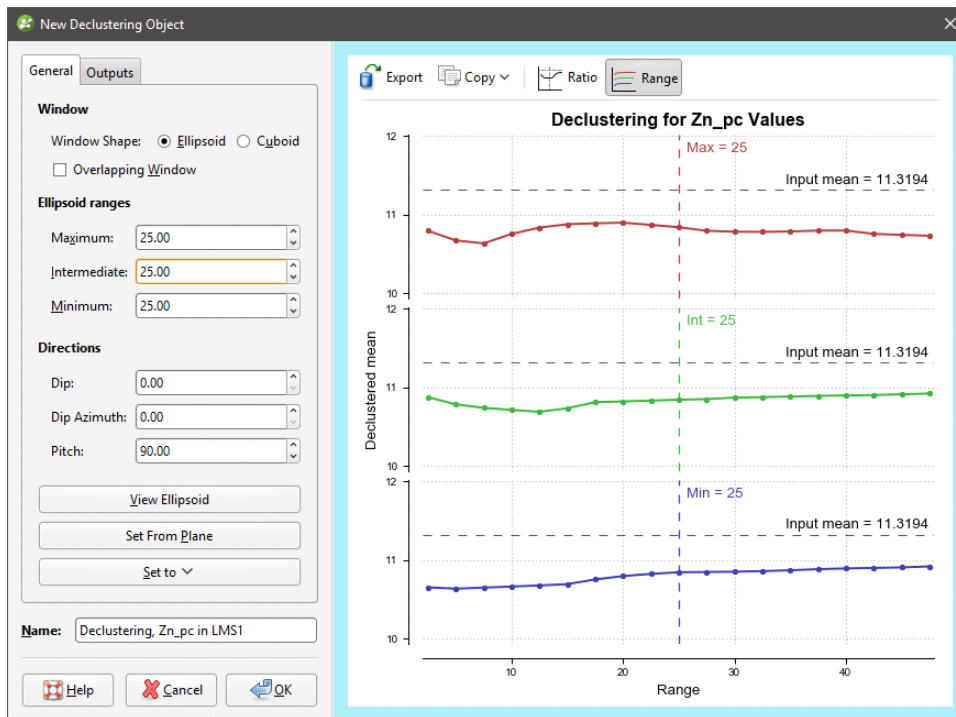 New Declustering Object
General Outputs
Window
Window Shape: Ellipsoid Cuboid
Overlapping Window
Ellipsoid ranges
Maximum: 25.00
Intermediate: 25.00
Minimum: 25.00
Directions
Dip: 0.00
Dip Azimuth: 0.00
Pitch: 90.00
View Ellipsoid
Set From Plane
Set to
Name: Declustering, Zn_pc in LMS1
Help Cancel OK
Export Copy Ratio Range
Declustering for Zn_pc Values
12
Max = 25
Input mean = 11.3194
11
10
12
Int = 25
Input mean = 11.3194
11
10
12
Min = 25
Input mean = 11.3194
11
10
Declustered mean
10 20 30 40
Range